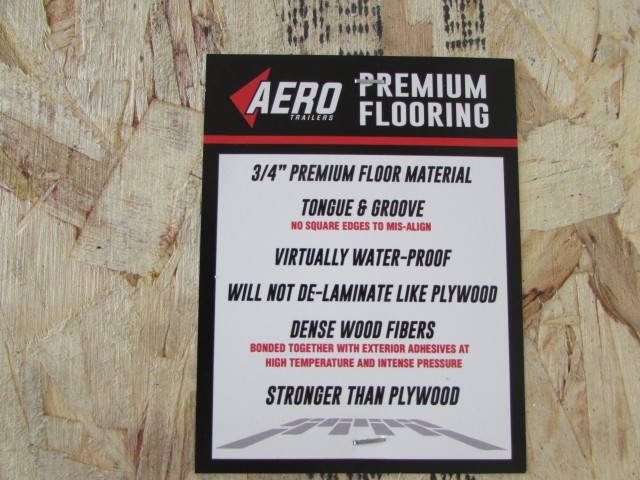 AERO
TRAILERS
PREMIUM
FLOORING
3/4" PREMIUM FLOOR MATERIAL
TONGUE & GROOVE
NO SQUARE EDGES TO MIS-ALIGN
VIRTUALLY WATER-PROOF
WILL NOT DE-LAMINATE LIKE PLYWOOD
DENSE WOOD FIBERS
BONDED TOGETHER WITH EXTERIOR ADHESIVES AT
HIGH TEMPERATURE AND INTENSE PRESSURE
STRONGER THAN PLYWOOD